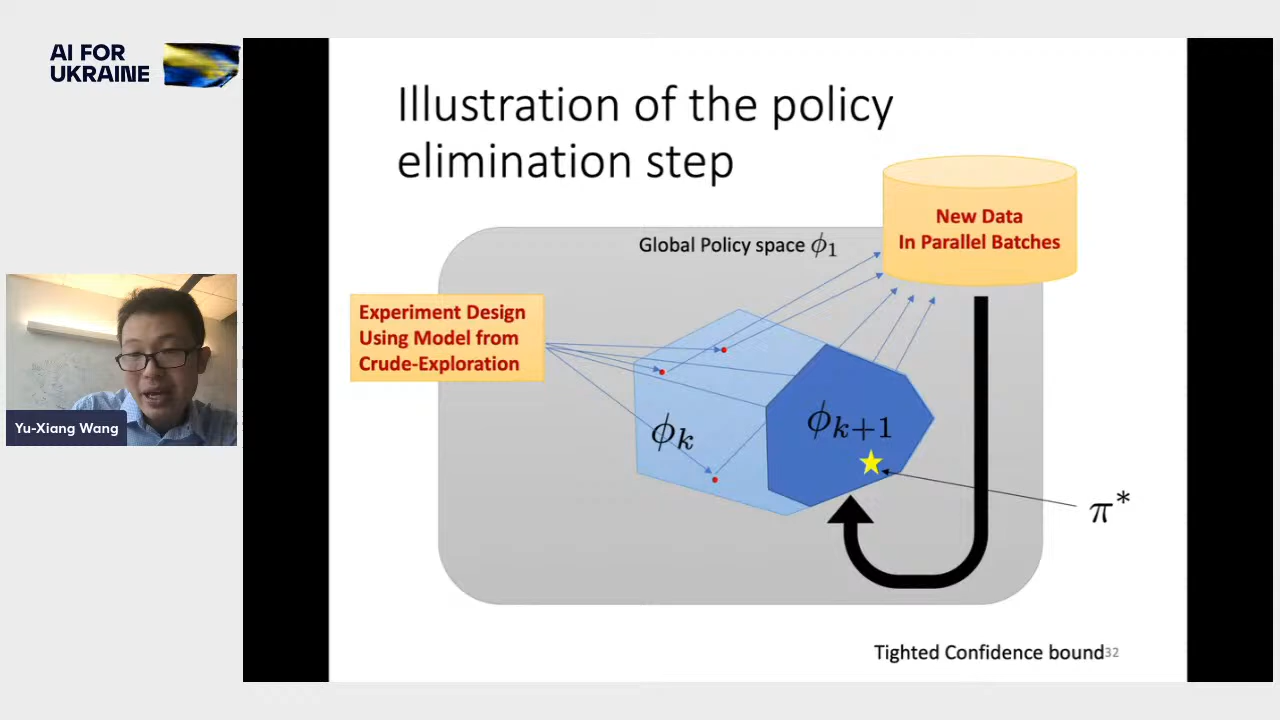 AI FOR
UKRAINE
Illustration of the policy
elimination step
New Data
In Parallel Batches
Global Policy space ϕ₁
Experiment Design
Using Model from
Crude-Exploration
ϕₖ
ϕₖ₊₁
π*
Yu-Xiang Wang
Tighted Confidence bound
32